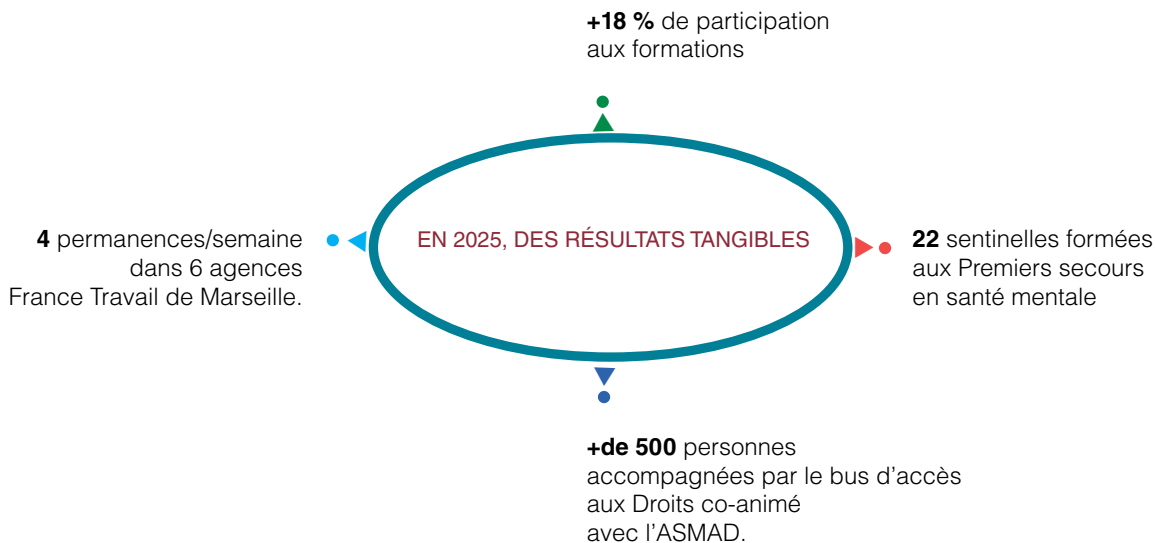 +18 % de participation
aux formations
4 permanences/semaine
dans 6 agences
France Travail de Marseille.
EN 2025, DES RÉSULTATS TANGIBLES
22 sentinelles formées
aux Premiers secours
en santé mentale
+de 500 personnes
accompagnées par le bus d’accès
aux Droits co-animé
avec l’ASMAD.